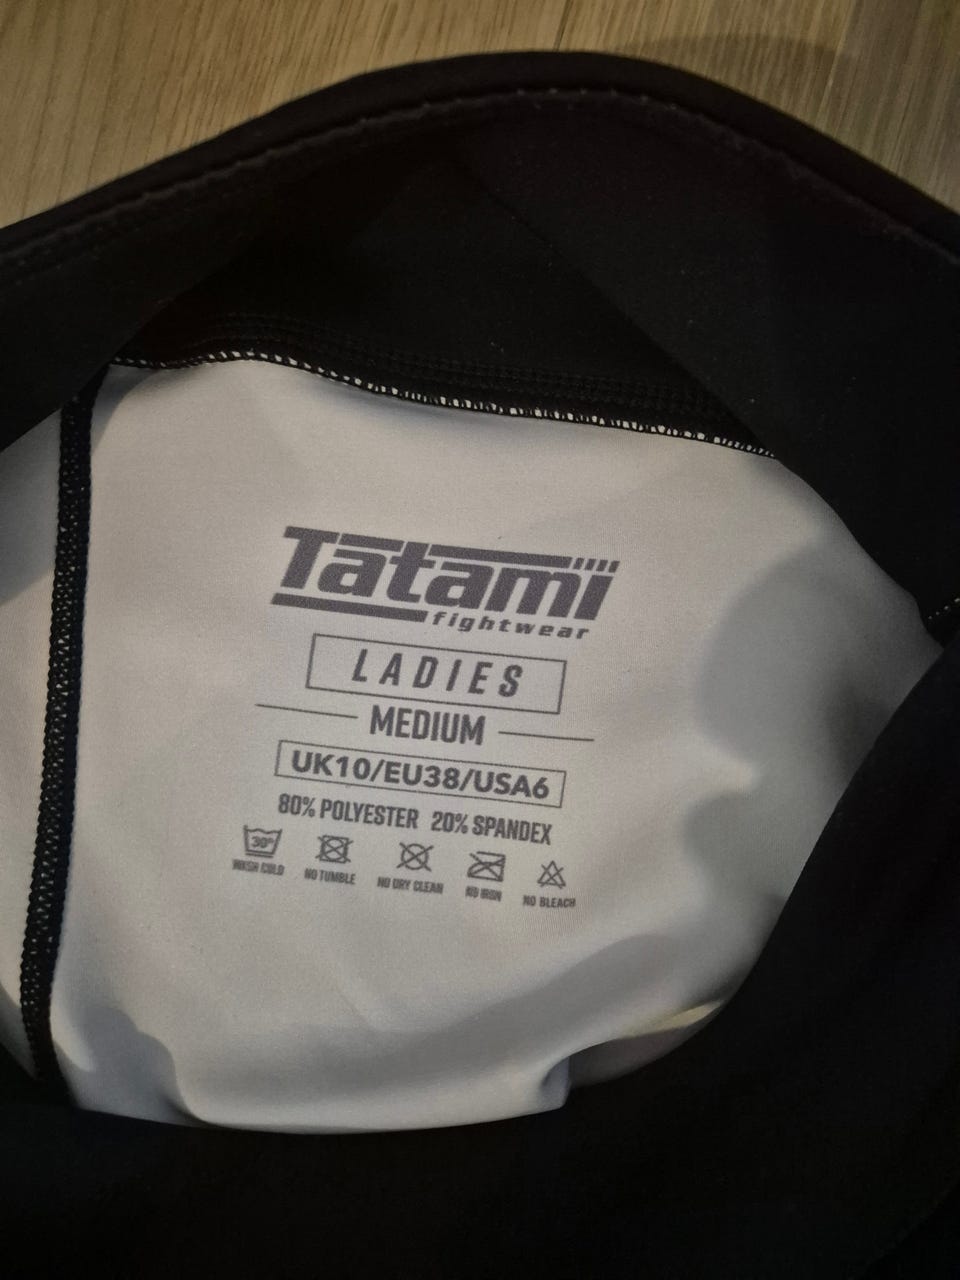 Tatami
fightwear
LADIES
MEDIUM
UK10/EU38/USA6
80% POLYESTER 20% SPANDEX
30°
WASH COLD NO TUMBLE NO DRY CLEAN NO IRON NO BLEACH